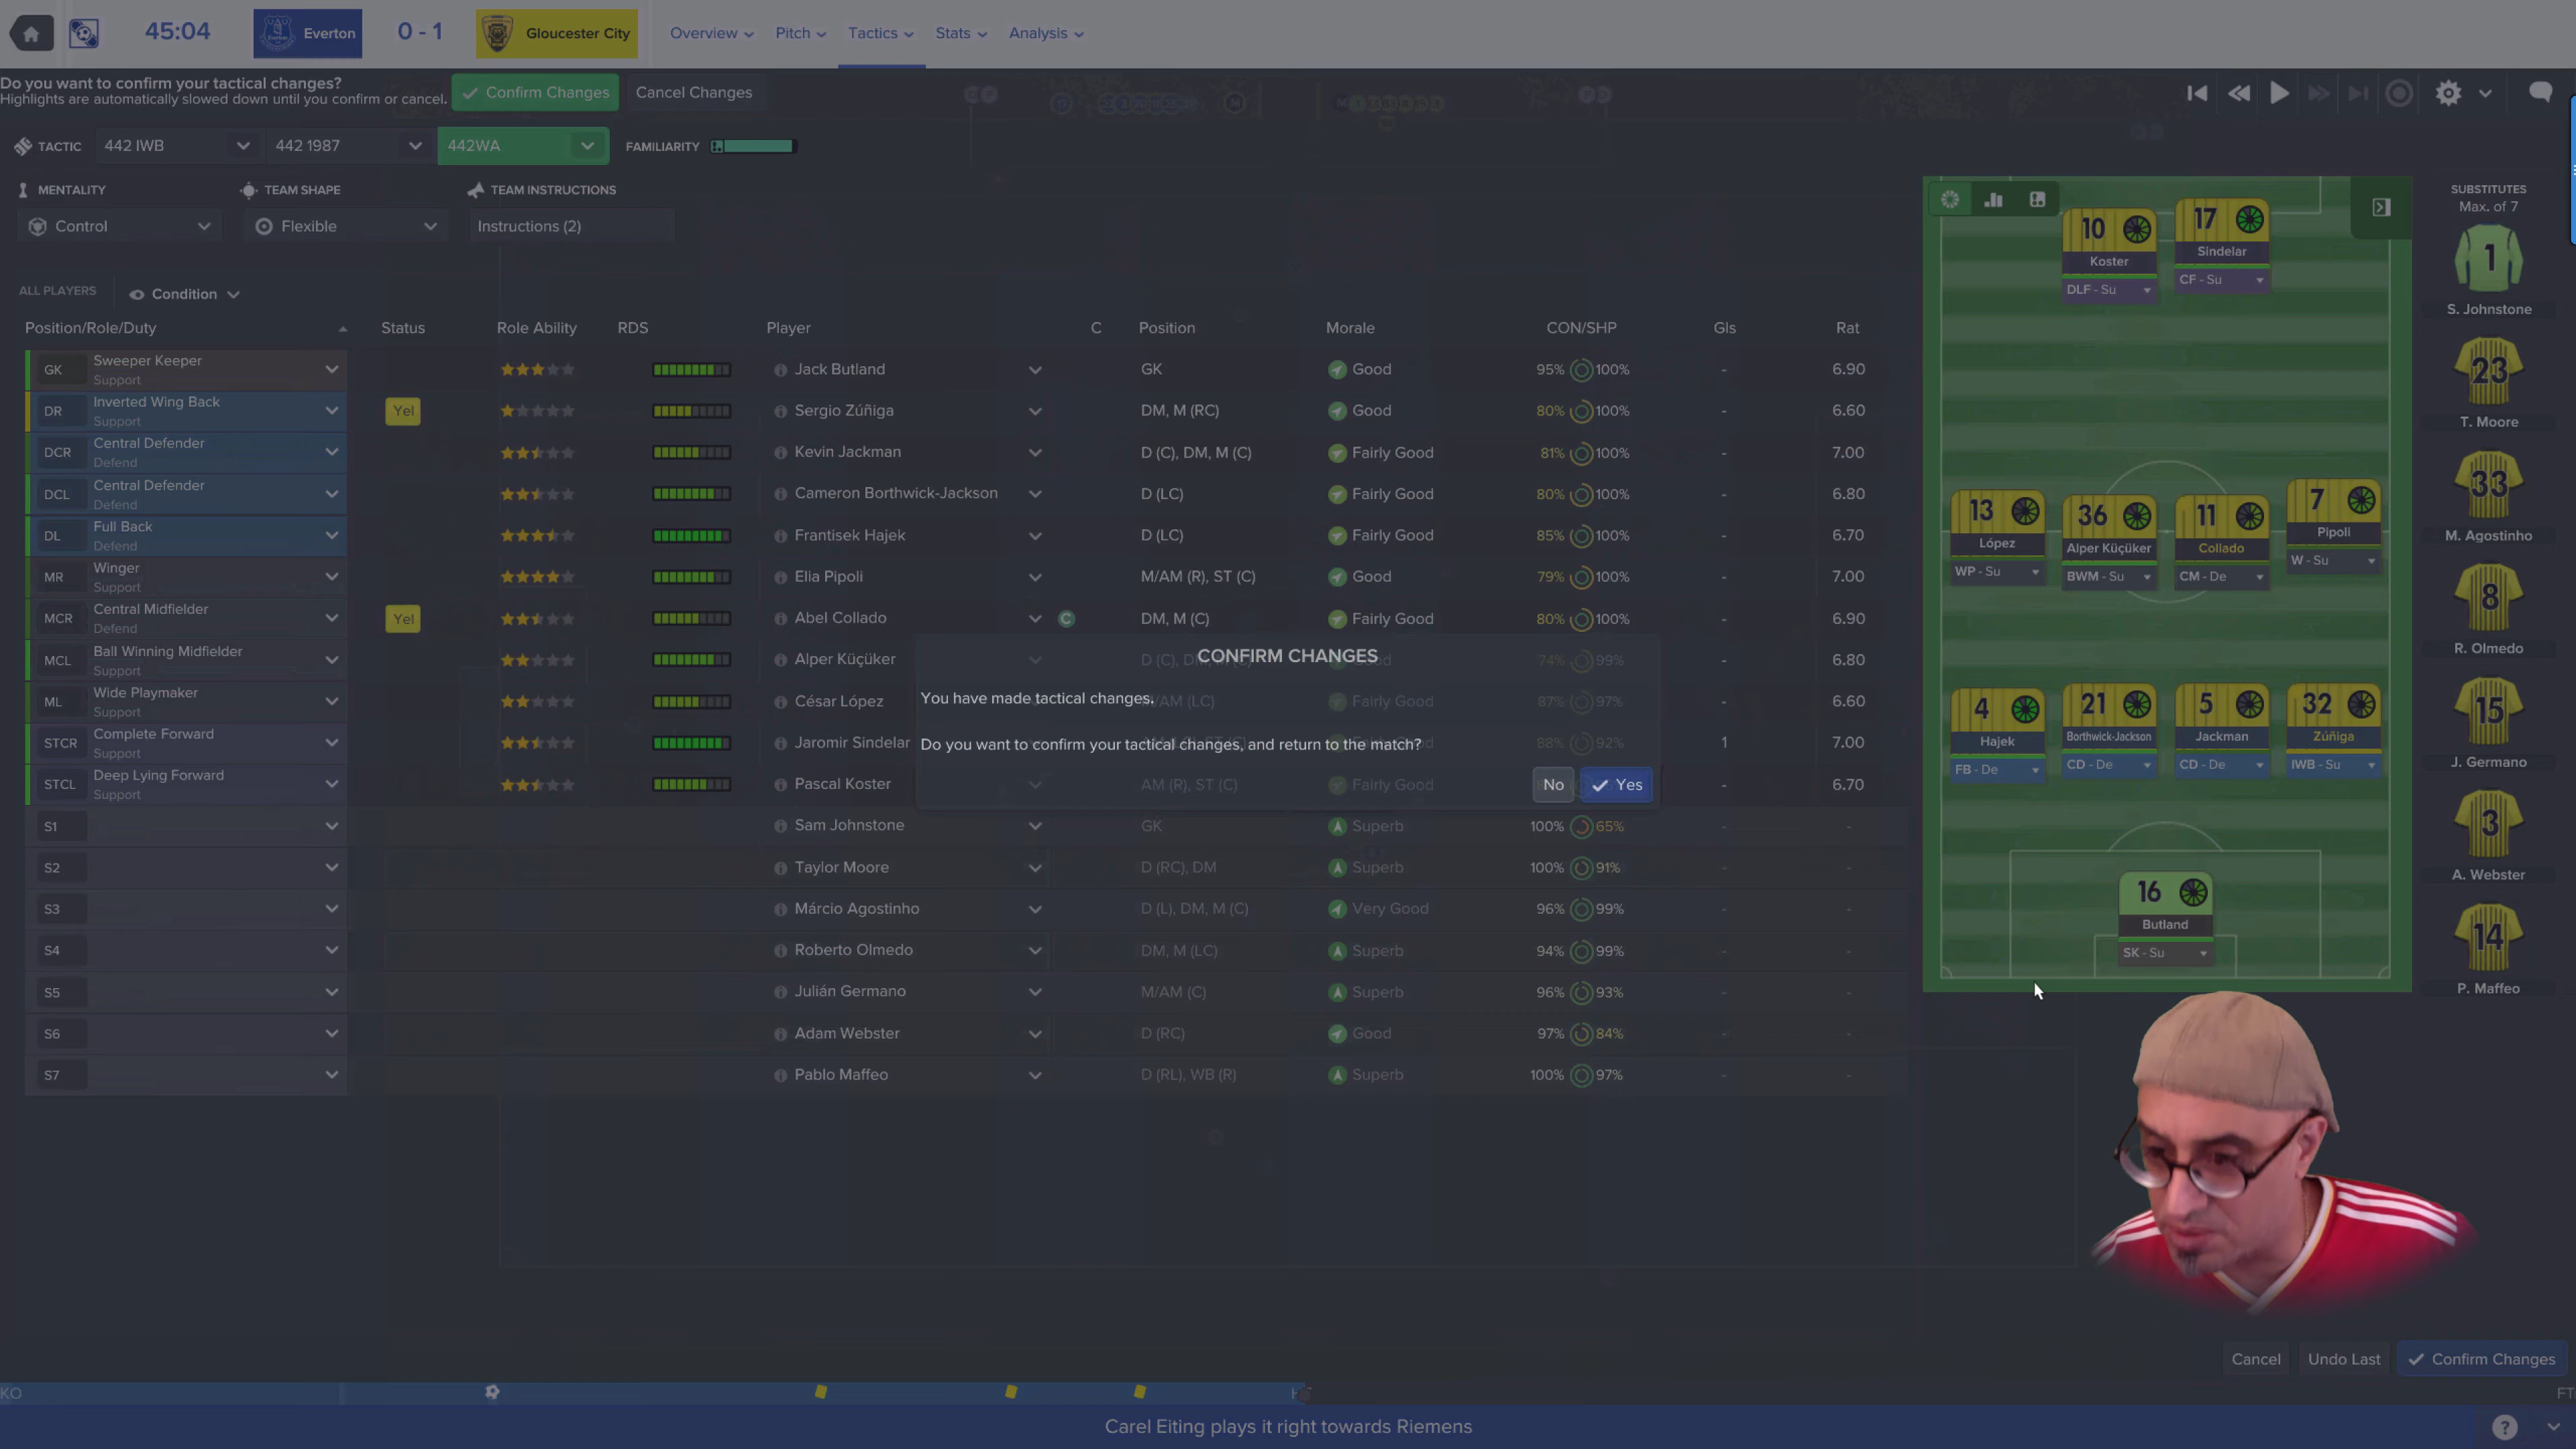 45:04
Everton
0 - 1
Gloucester City
Overview
Pitch
Tactics
Stats
Analysis
Do you want to confirm your tactical changes?
Highlights are automatically slowed down until you confirm or cancel.
Confirm Changes
Cancel Changes
TACTIC
442 IWB
442 1987
442WA
FAMILIARITY
MENTALITY
TEAM SHAPE
TEAM INSTRUCTIONS
Control
Flexible
Instructions (2)
ALL PLAYERS
Condition
Position/Role/Duty Status Role Ability RDS Player C Position Morale CON/SHP Gls Rat
GK Sweeper Keeper Support Jack Butland GK Good 95% 100% - 6.90
DR Inverted Wing Back Support Yel Sergio Zúñiga DM, M (RC) Good 80% 100% - 6.60
DCR Central Defender Defend Kevin Jackman D (C), DM, M (C) Fairly Good 81% 100% - 7.00
DCL Central Defender Defend Cameron Borthwick-Jackson D (LC) Fairly Good 80% 100% - 6.80
DL Full Back Defend Frantisek Hajek D (LC) Fairly Good 85% 100% - 6.70
MR Winger Support Elia Pipoli M/AM (R), ST (C) Good 79% 100% - 7.00
MCR Central Midfielder Defend Yel Abel Collado C DM, M (C) Fairly Good 80% 100% - 6.90
MCL Ball Winning Midfielder Support Alper Küçüker 74% 99% - 6.80
ML Wide Playmaker Support César López Fairly Good 87% 97% - 6.60
STCR Complete Forward Support Jaromir Sindelar 88% 92% 1 7.00
STCL Deep Lying Forward Support Pascal Koster AM (R), ST (C) Fairly Good - 6.70
CONFIRM CHANGES
You have made tactical changes.
Do you want to confirm your tactical changes, and return to the match?
No
Yes
S1 Sam Johnstone GK Superb 100% 65% - -
S2 Taylor Moore D (RC), DM Superb 100% 91% - -
S3 Márcio Agostinho D (L), DM, M (C) Very Good 96% 99% - -
S4 Roberto Olmedo DM, M (LC) Superb 94% 99% - -
S5 Julián Germano M/AM (C) Superb 96% 93% - -
S6 Adam Webster D (RC) Good 97% 84% - -
S7 Pablo Maffeo D (RL), WB (R) Superb 100% 97% - -
10
Koster
DLF - Su
17
Sindelar
CF - Su
13
López
WP - Su
36
Alper Küçüker
BWM - Su
11
Collado
CM - De
7
Pipoli
W - Su
4
Hajek
FB - De
21
Borthwick-Jackson
CD - De
5
Jackman
CD - De
32
Zúñiga
IWB - Su
16
Butland
SK - Su
SUBSTITUTES
Max. of 7
1
S. Johnstone
23
T. Moore
33
M. Agostinho
8
R. Olmedo
15
J. Germano
3
A. Webster
14
P. Maffeo
Cancel
Undo Last
Confirm Changes
KO
FT
Carel Eiting plays it right towards Riemens
?